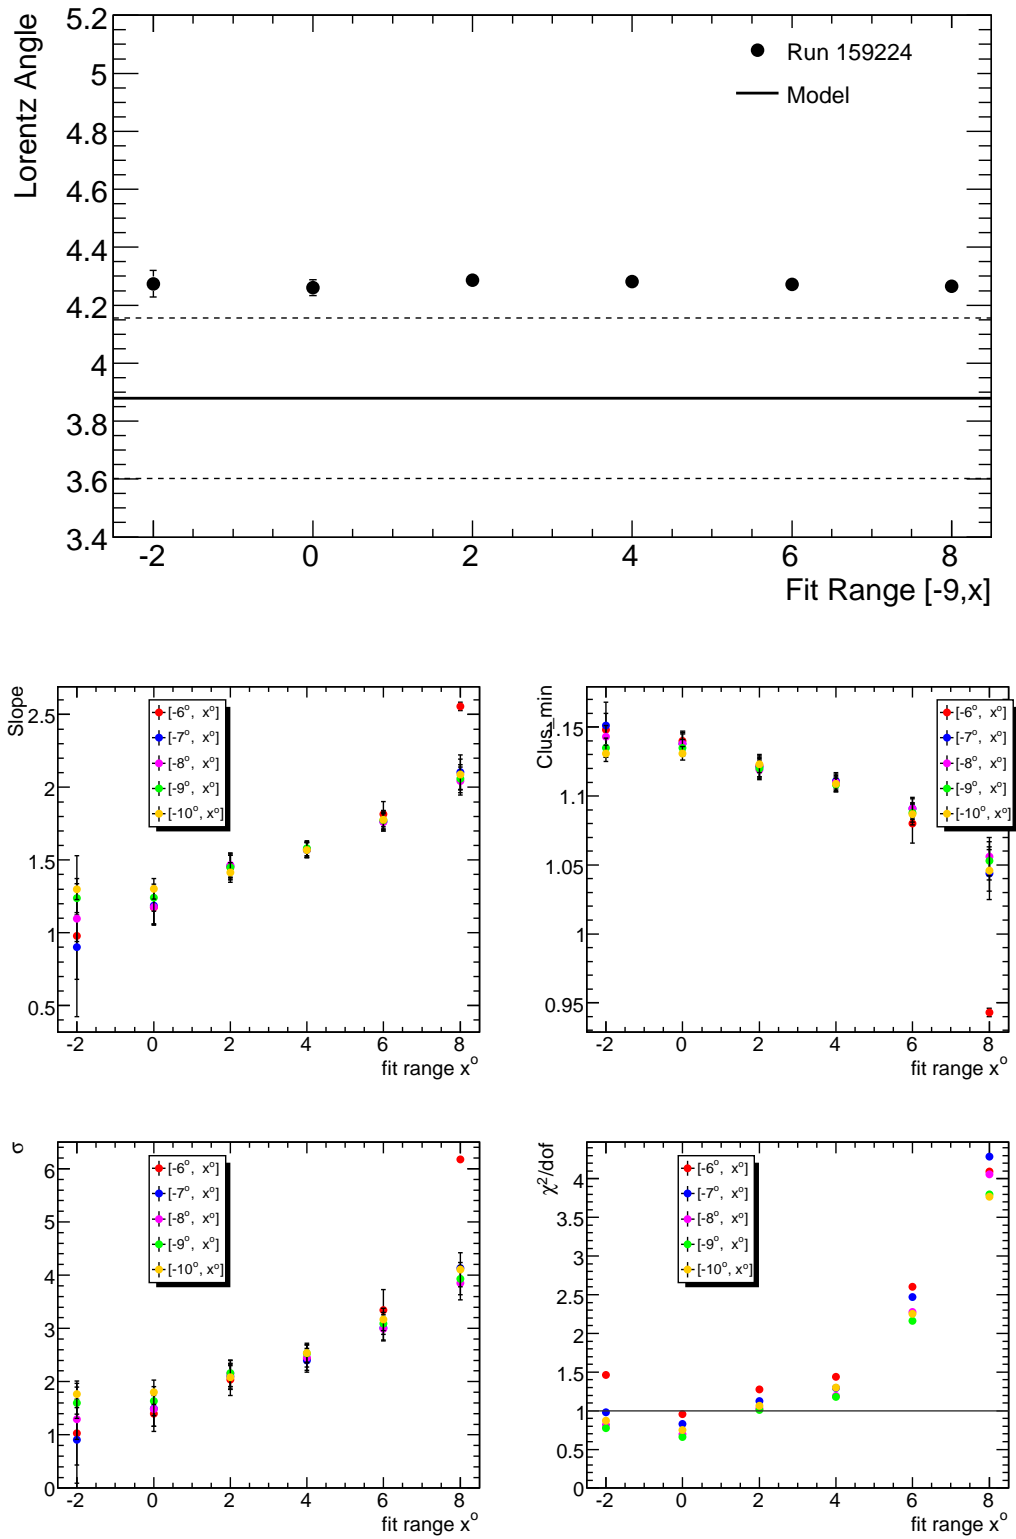 Lorentz Angle
5.2
5
4.8
4.6
4.4
4.2
4
3.8
3.6
3.4
Run 159224
Model
-2 0 2 4 6 8
Fit Range [-9,x]
Slope
2.5
2
1.5
1
0.5
[-6°, x°]
[-7°, x°]
[-8°, x°]
[-9°, x°]
[-10°, x°]
-2 0 2 4 6 8
fit range x°
Clus_min
1.15
1.1
1.05
1
0.95
[-6°, x°]
[-7°, x°]
[-8°, x°]
[-9°, x°]
[-10°, x°]
-2 0 2 4 6 8
fit range x°
σ
6
5
4
3
2
1
0
[-6°, x°]
[-7°, x°]
[-8°, x°]
[-9°, x°]
[-10°, x°]
-2 0 2 4 6 8
fit range x°
χ²/dof
4
3.5
3
2.5
2
1.5
1
0.5
0
[-6°, x°]
[-7°, x°]
[-8°, x°]
[-9°, x°]
[-10°, x°]
-2 0 2 4 6 8
fit range x°